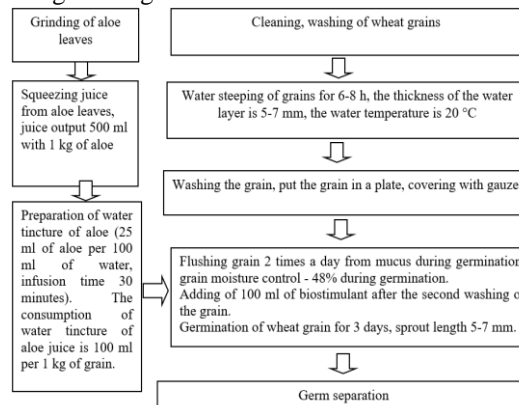 Grinding of aloe
leaves
Squeezing juice
from aloe leaves,
juice output 500 ml
with 1 kg of aloe
Preparation of water
tincture of aloe (25
ml of aloe per 100
ml of water,
infusion time 30
minutes). The
consumption of
water tincture of
aloe juice is 100 ml
per 1 kg of grain.
Cleaning, washing of wheat grains
Water steeping of grains for 6-8 h, the thickness of the water
layer is 5-7 mm, the water temperature is 20 °C
Washing the grain, put the grain in a plate, covering with gauze
Flushing grain 2 times a day from mucus during germination
grain moisture control - 48% during germination.
Adding of 100 ml of biostimulant after the second washing of
the grain.
Germination of wheat grain for 3 days, sprout length 5-7 mm.
Germ separation